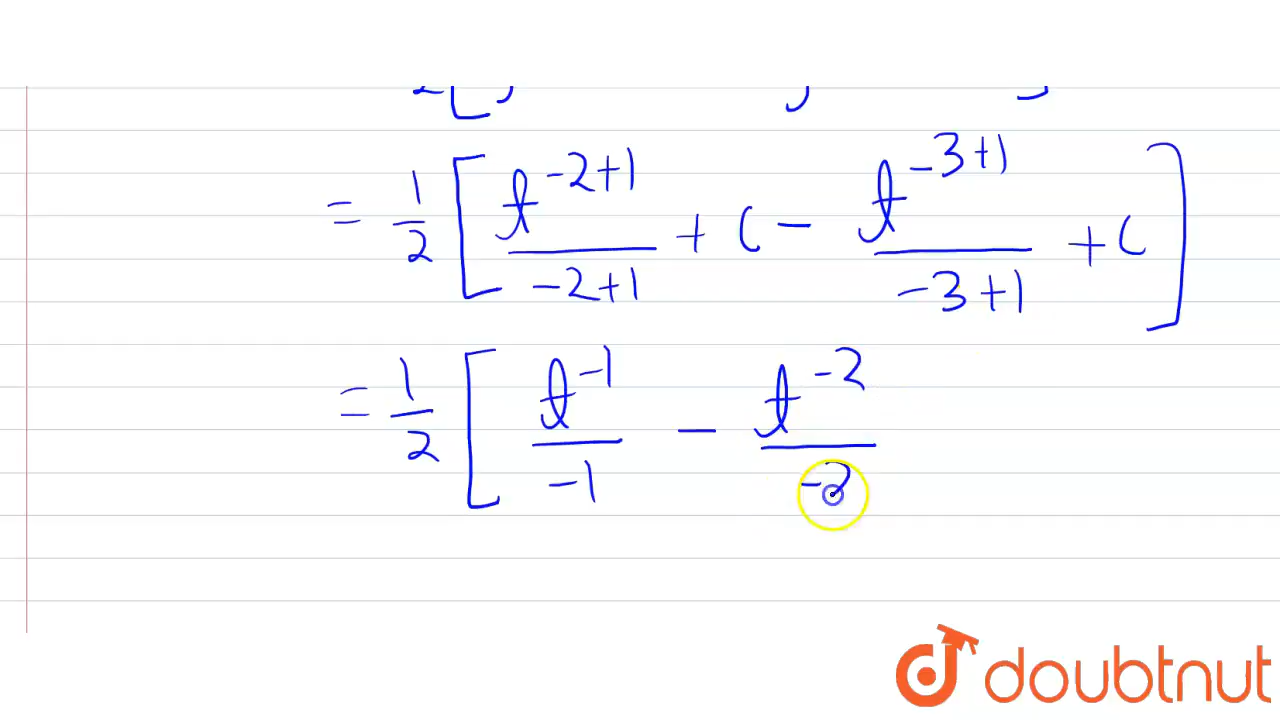 = 1/2 [ t^{-2+1}/{-2+1} + C - t^{-3+1}/{-3+1} + C ]
= 1/2 [ t^{-1}/{-1} - t^{-2}/{-2}
doubtnut